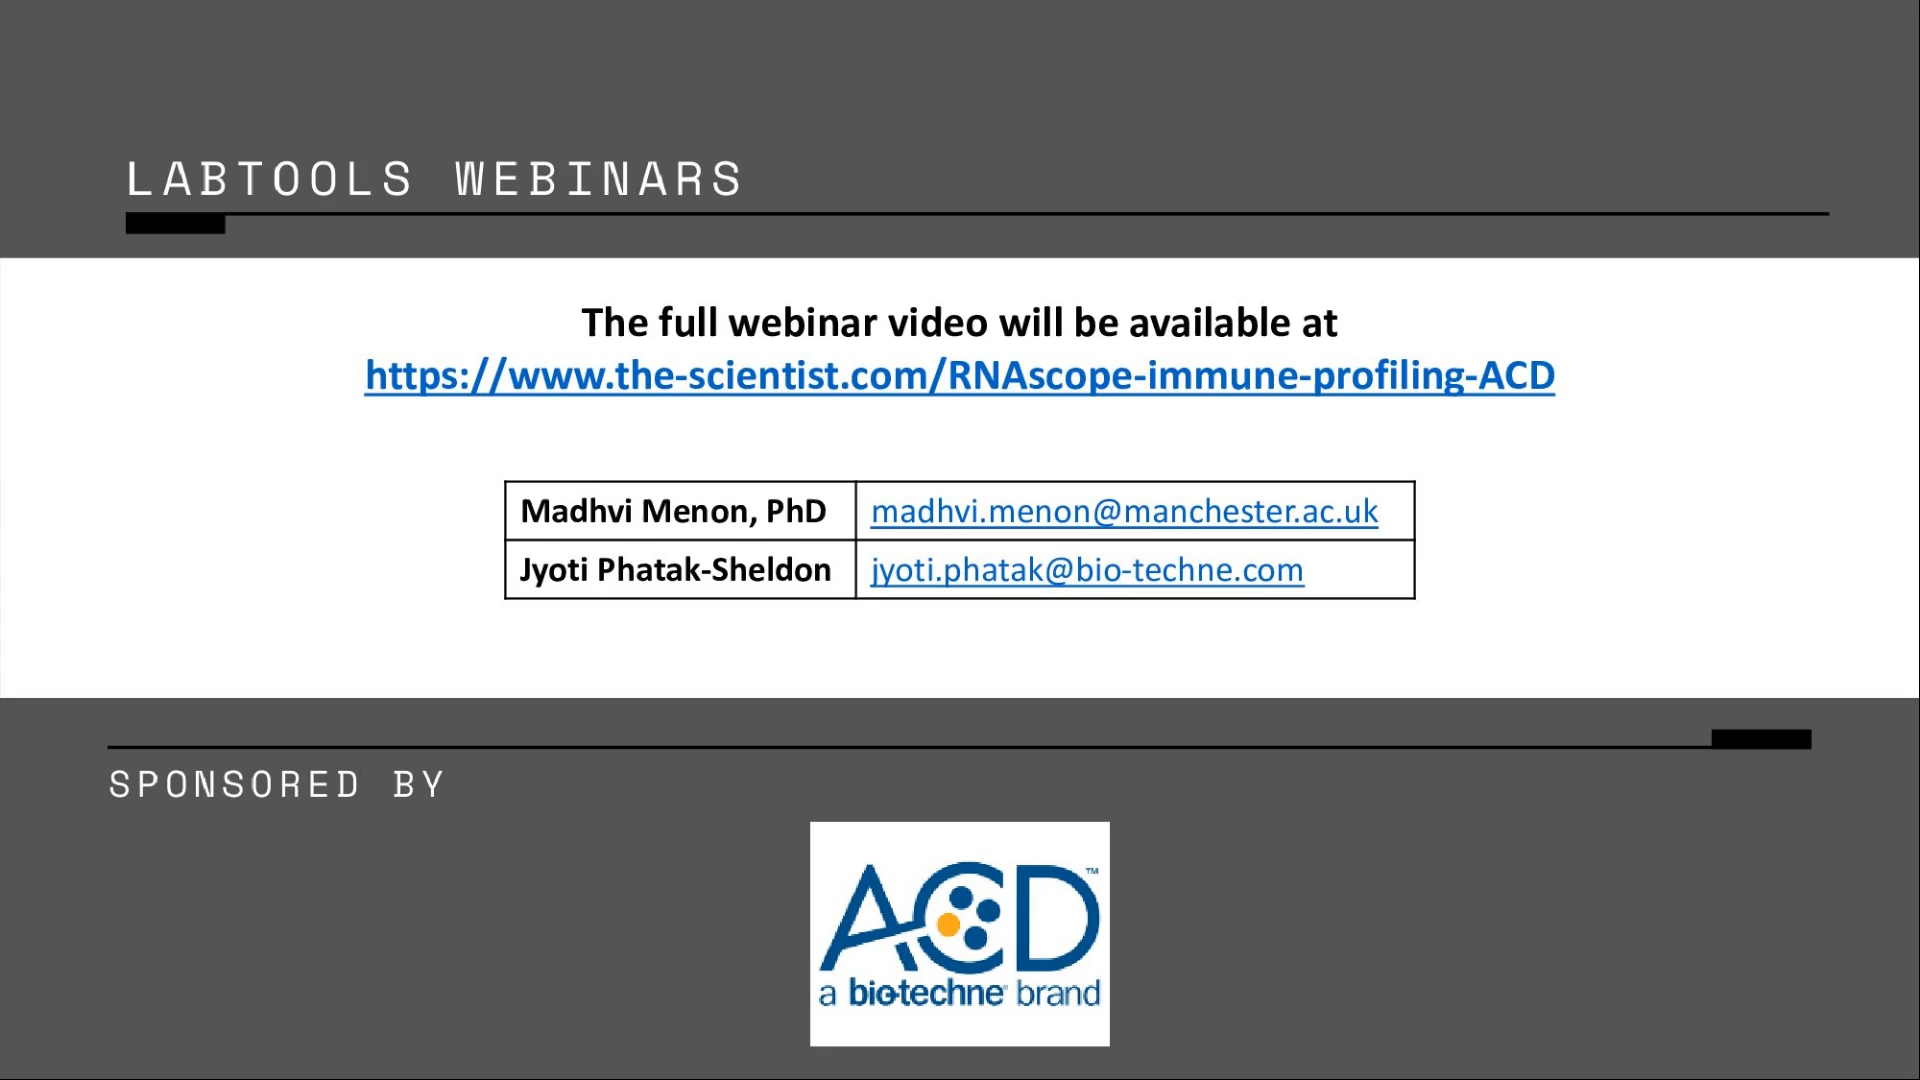 LABTOOLS WEBINARS
The full webinar video will be available at
https://www.the-scientist.com/RNAscope-immune-profiling-ACD
Madhvi Menon, PhD madhvi.menon@manchester.ac.uk
Jyoti Phatak-Sheldon jyoti.phatak@bio-techne.com
SPONSORED BY
ACD™
a bio-techne brand